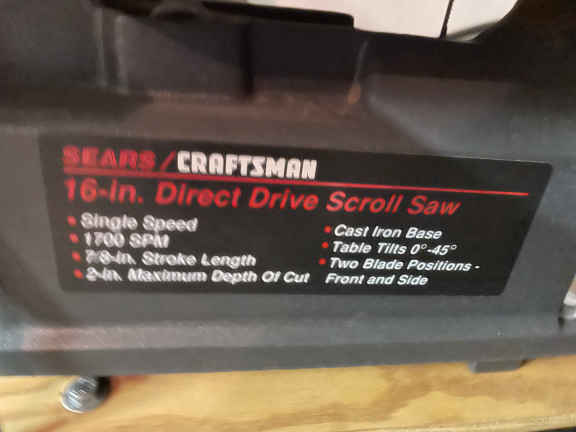 SEARS / CRAFTSMAN
16-in. Direct Drive Scroll Saw
• Single Speed
• 1700 SPM
• 7/8-in. Stroke Length
• 2-in. Maximum Depth Of Cut
• Cast Iron Base
• Table Tilts 0°-45°
• Two Blade Positions -
Front and Side